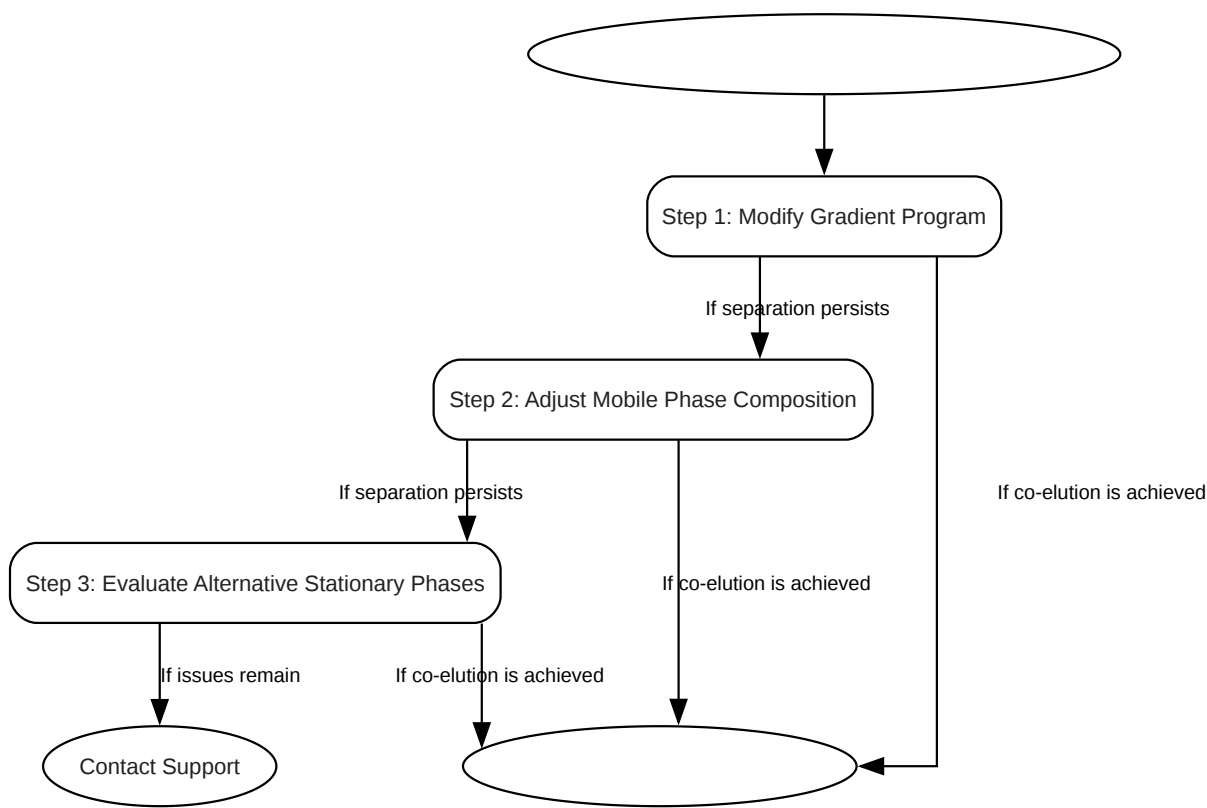 Step 1: Modify Gradient Program
If separation persists
Step 2: Adjust Mobile Phase Composition
If separation persists
If co-elution is achieved
Step 3: Evaluate Alternative Stationary Phases
If co-elution is achieved
If issues remain
If co-elution is achieved
Contact Support